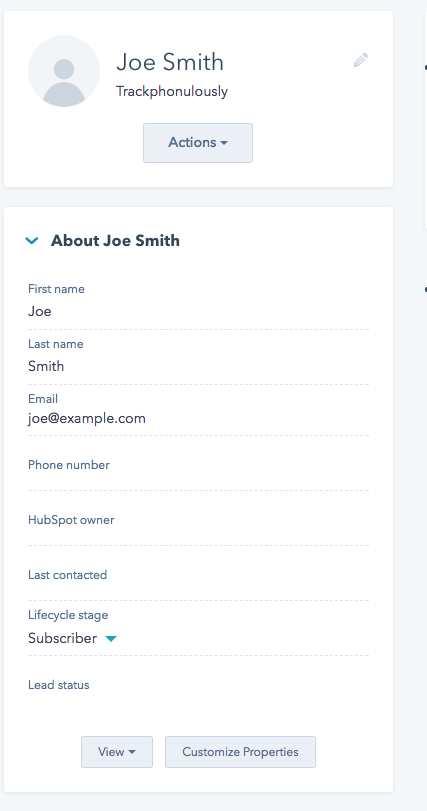 Joe Smith
Trackphonulously
Actions
About Joe Smith
First name
Joe
Last name
Smith
Email
joe@example.com
Phone number
HubSpot owner
Last contacted
Lifecycle stage
Subscriber
Lead status
View
Customize Properties